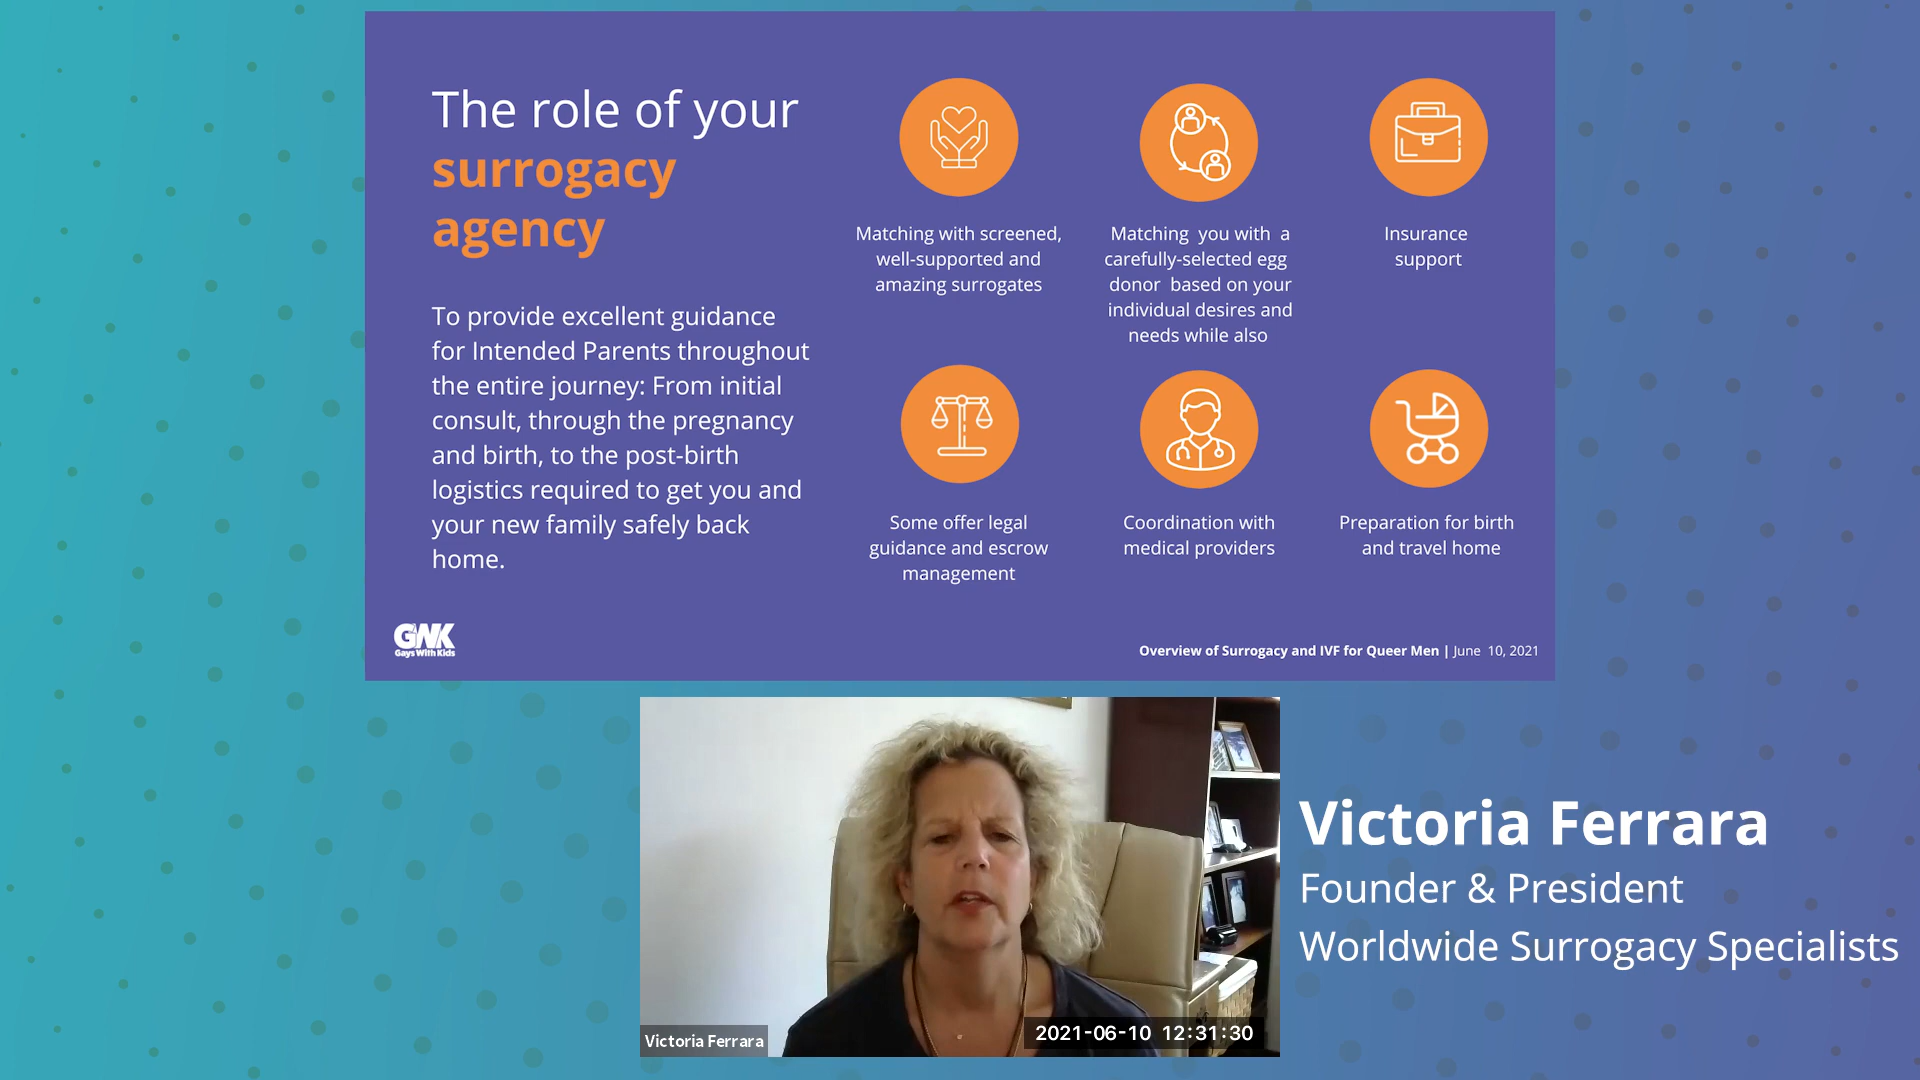 The role of your
surrogacy
agency
To provide excellent guidance
for Intended Parents throughout
the entire journey: From initial
consult, through the pregnancy
and birth, to the post-birth
logistics required to get you and
your new family safely back
home.
Matching with screened,
well-supported and
amazing surrogates
Matching you with a
carefully-selected egg
donor based on your
individual desires and
needs while also
Insurance
support
Some offer legal
guidance and escrow
management
Coordination with
medical providers
Preparation for birth
and travel home
GWK
Gays With Kids
Overview of Surrogacy and IVF for Queer Men | June 10, 2021
Victoria Ferrara
2021-06-10 12:31:30
Victoria Ferrara
Founder & President
Worldwide Surrogacy Specialists